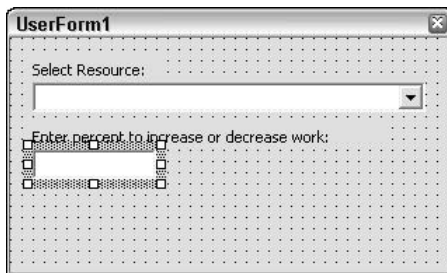 UserForm1
Select Resource:
Enter percent to increase or decrease work: